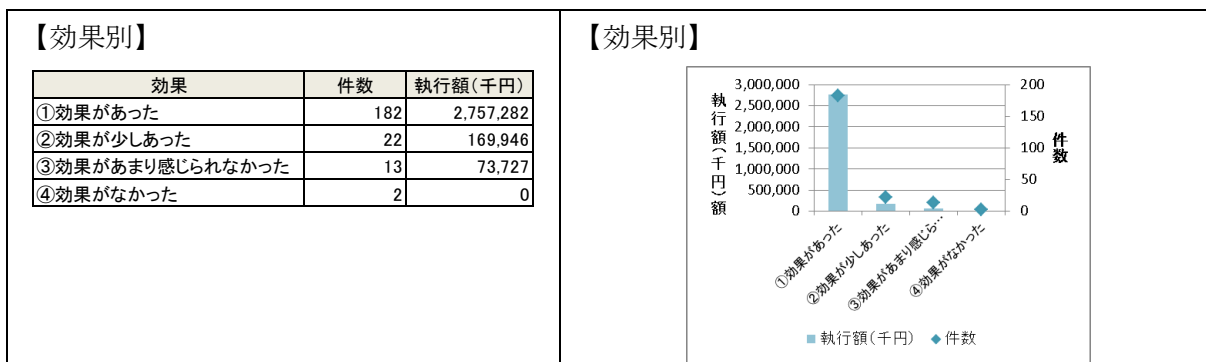 【効果別】
効果 件数 執行額(千円)
①効果があった 182 2,757,282
②効果が少しあった 22 169,946
③効果があまり感じられなかった 13 73,727
④効果がなかった 2 0
【効果別】
執行額(千円)額
3,000,000
2,500,000
2,000,000
1,500,000
1,000,000
500,000
0
200
150
100
50
0
件数
①効果があった
②効果が少しあった
③効果があまり感じら…
④効果がなかった
執行額(千円) 件数